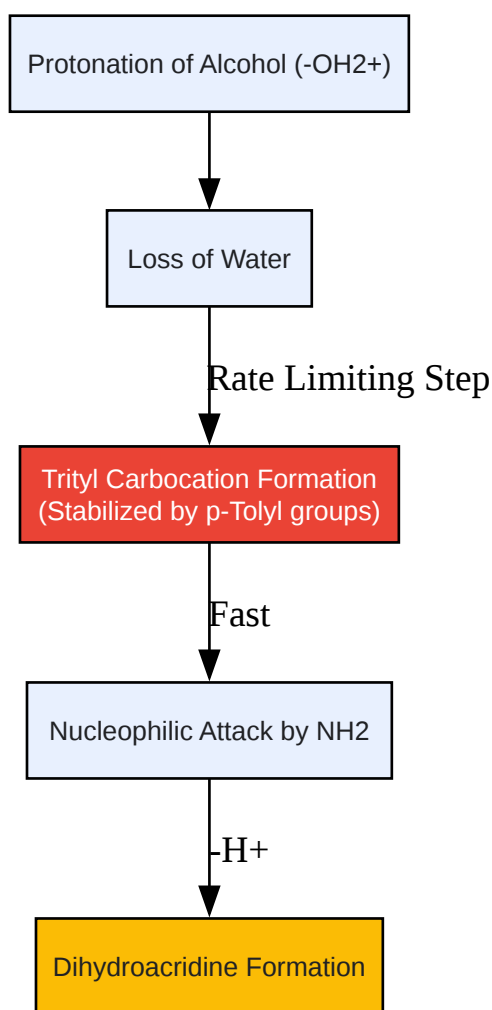 Protonation of Alcohol (-OH2+)
Loss of Water
Rate Limiting Step
Trityl Carbocation Formation
(Stabilized by p-Tolyl groups)
Fast
Nucleophilic Attack by NH2
-H+
Dihydroacridine Formation